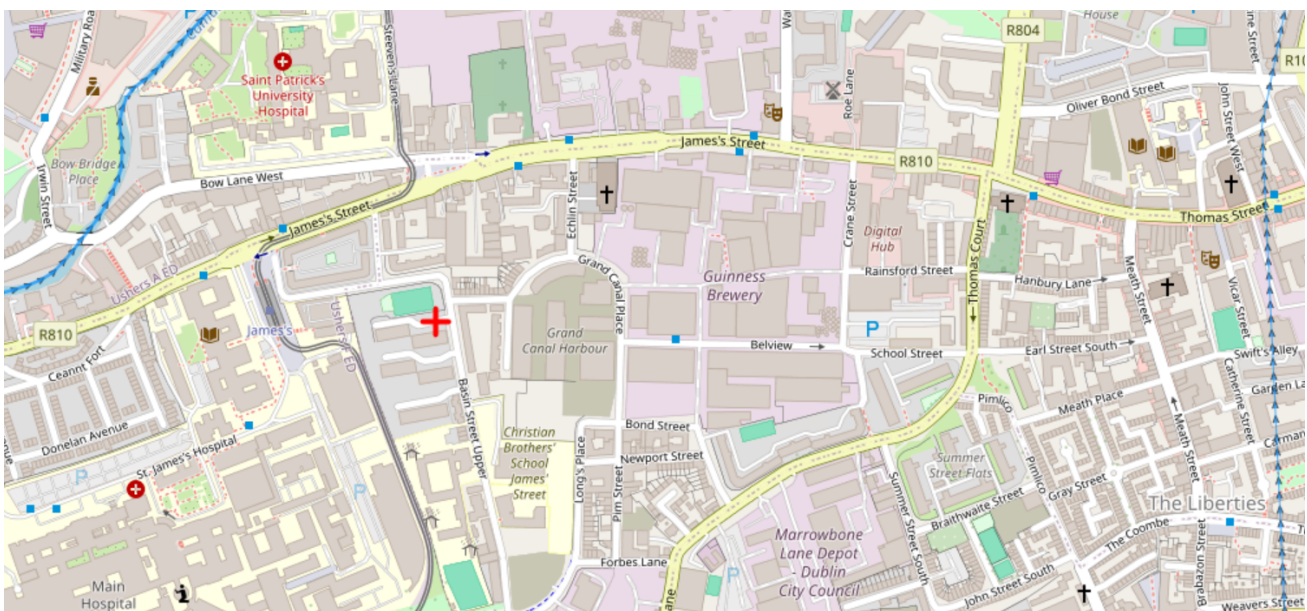 Military Road
Steeven's Lane
House
R804
Saint Patrick's
University
Hospital
Roe Lane
Oliver Bond Street
John Street West
Bow Bridge
Place
Irwin Street
Bow Lane West
James's Street
R810
James's Street
Echlin Street
Crane Street
Thomas Court
Thomas Street
Digital
Hub
Ushers A ED
Grand Canal Place
Guinness
Brewery
Rainsford Street
Hanbury Lane
Meath Street
Vicar Street
R810
James's
Ushers A ED
Grand
Canal Harbour
P
Belview
School Street
Earl Street South
Swift's Alley
Ceannt Fort
Basin Street Upper
Pimlico
Meath Place
Catherine Street
Donelan Avenue
Bond Street
Christian
Brothers'
School
James'
Street
Long's Place
Pim Street
Newport Street
St. James's Hospital
P
P
Summer
Street Flats
Pimlico
Gray Street
Meath Street
Summer Street South
Braithwaite Street
The Liberties
The Coombe
Marrowbone
Lane Depot
- Dublin
City Council
P
Forbes Lane
John Street South
Brabazon Street
Weavers Street
Main
Hospital